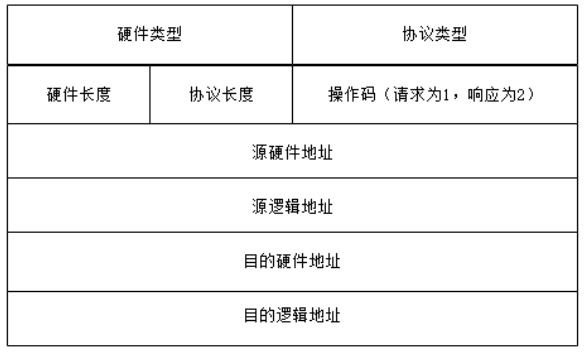 硬件类型
协议类型
硬件长度
协议长度
操作码（请求为1，响应为2）
源硬件地址
源逻辑地址
目的硬件地址
目的逻辑地址